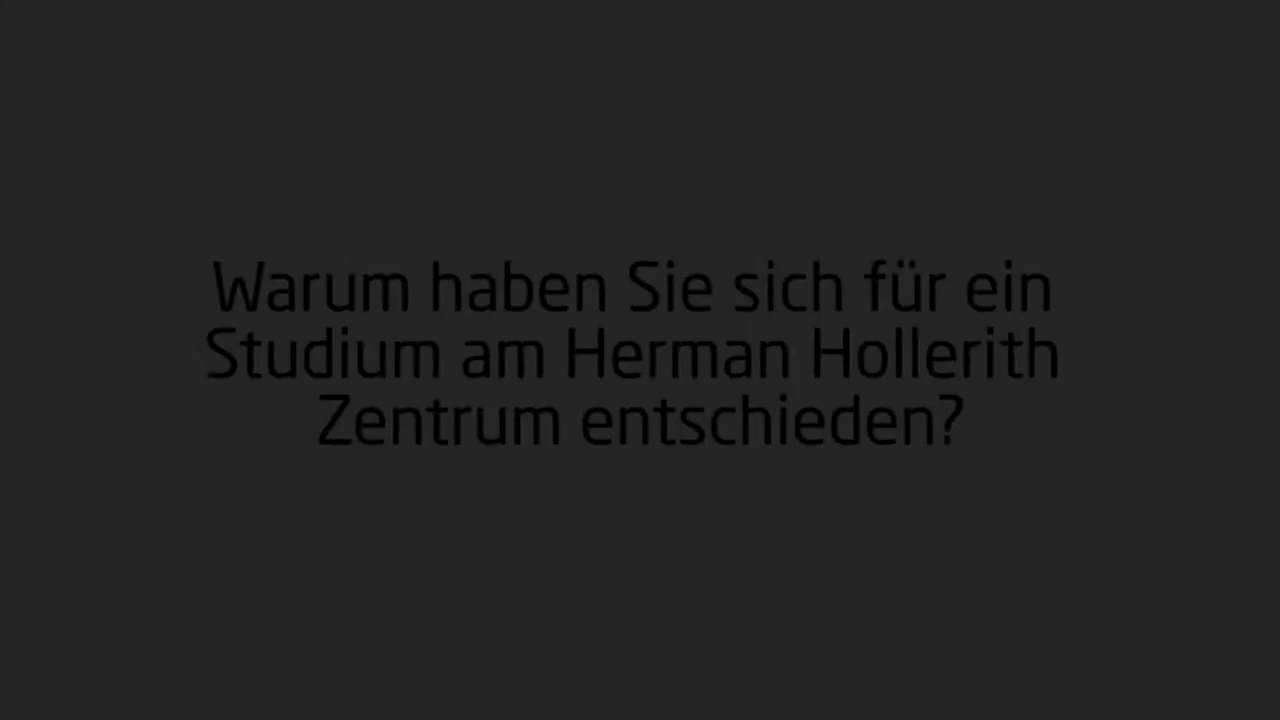 Warum haben Sie sich für ein
Studium am Herman Hollerith
Zentrum entschieden?